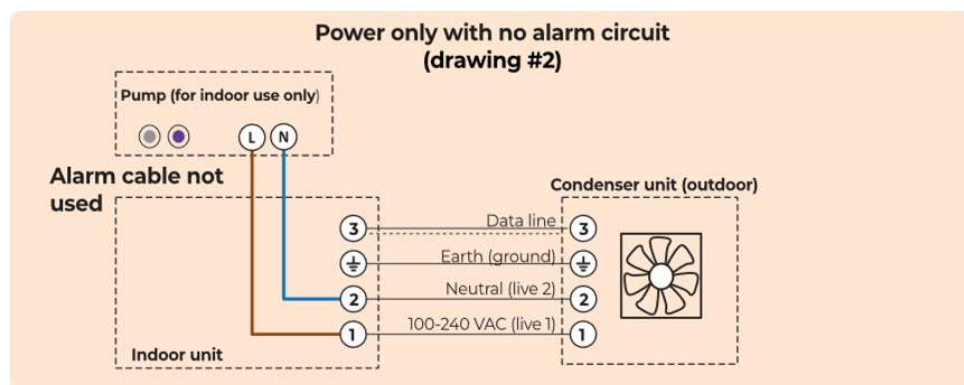 Power only with no alarm circuit
(drawing #2)
Pump (for indoor use only)
L N
Alarm cable not
used
Condenser unit (outdoor)
3 Data line 3
Earth (ground)
2 Neutral (live 2) 2
1 100-240 VAC (live 1) 1
Indoor unit